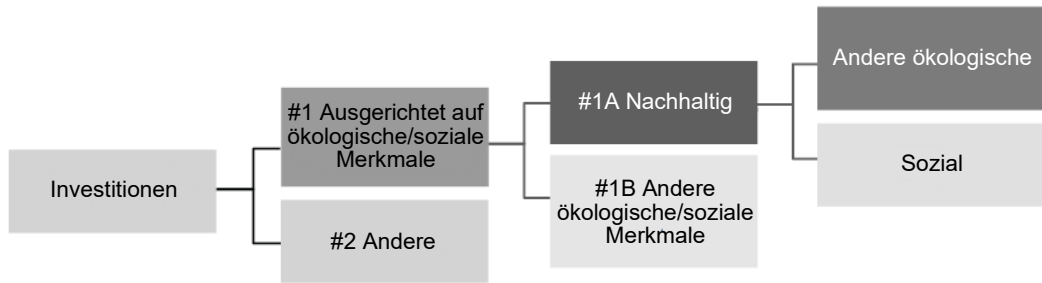 Investitionen
#1 Ausgerichtet auf
ökologische/soziale
Merkmale
#2 Andere
#1A Nachhaltig
#1B Andere
ökologische/soziale
Merkmale
Andere ökologische
Sozial